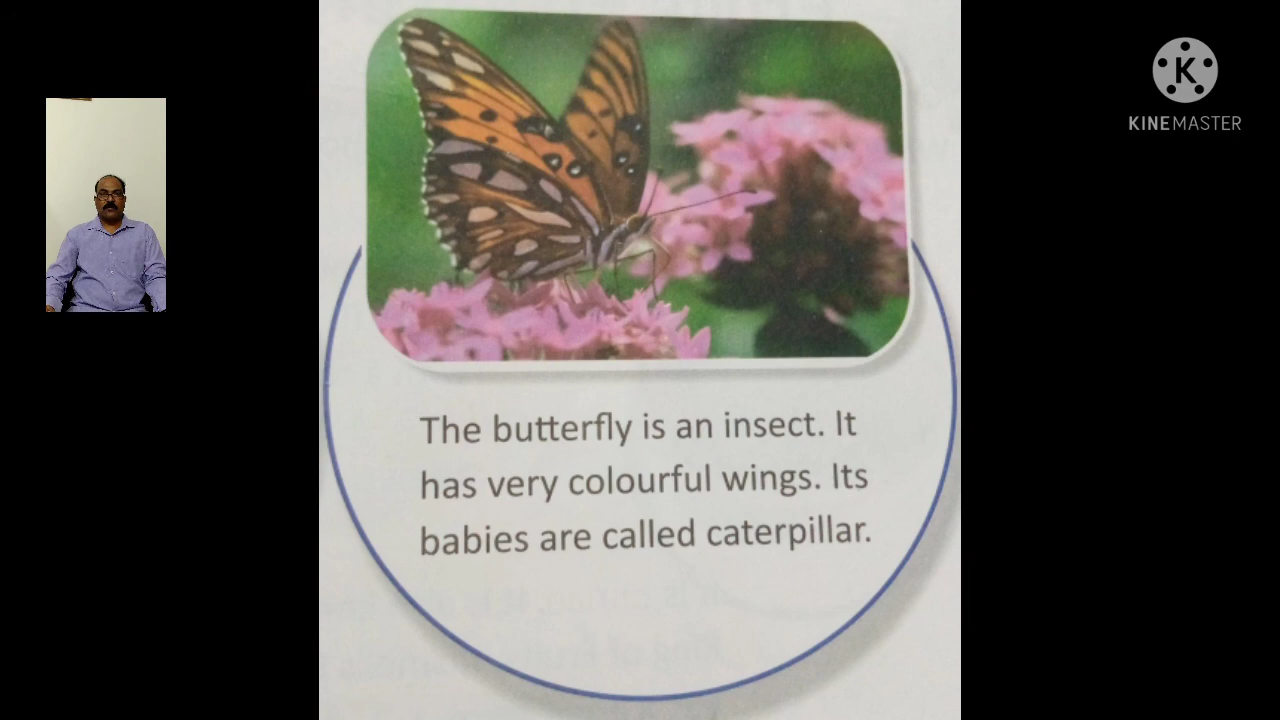 KINEMASTER
The butterfly is an insect. It
has very colourful wings. Its
babies are called caterpillar.